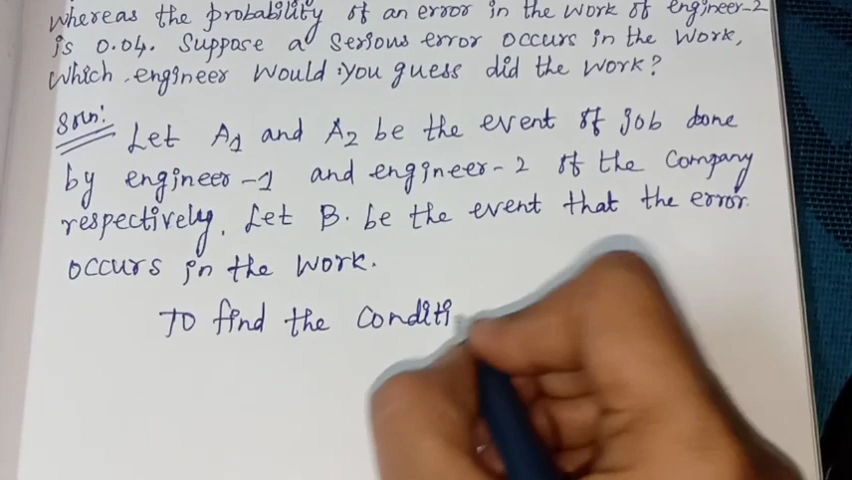 whereas the probability of an error in the work of engineer-2
is 0.04. Suppose a serious error occurs in the work,
which engineer would you guess did the work?
Soln:
Let A1 and A2 be the event of job done
by engineer-1 and engineer-2 of the company
respectively. Let B. be the event that the error
occurs in the work.
To find the conditi